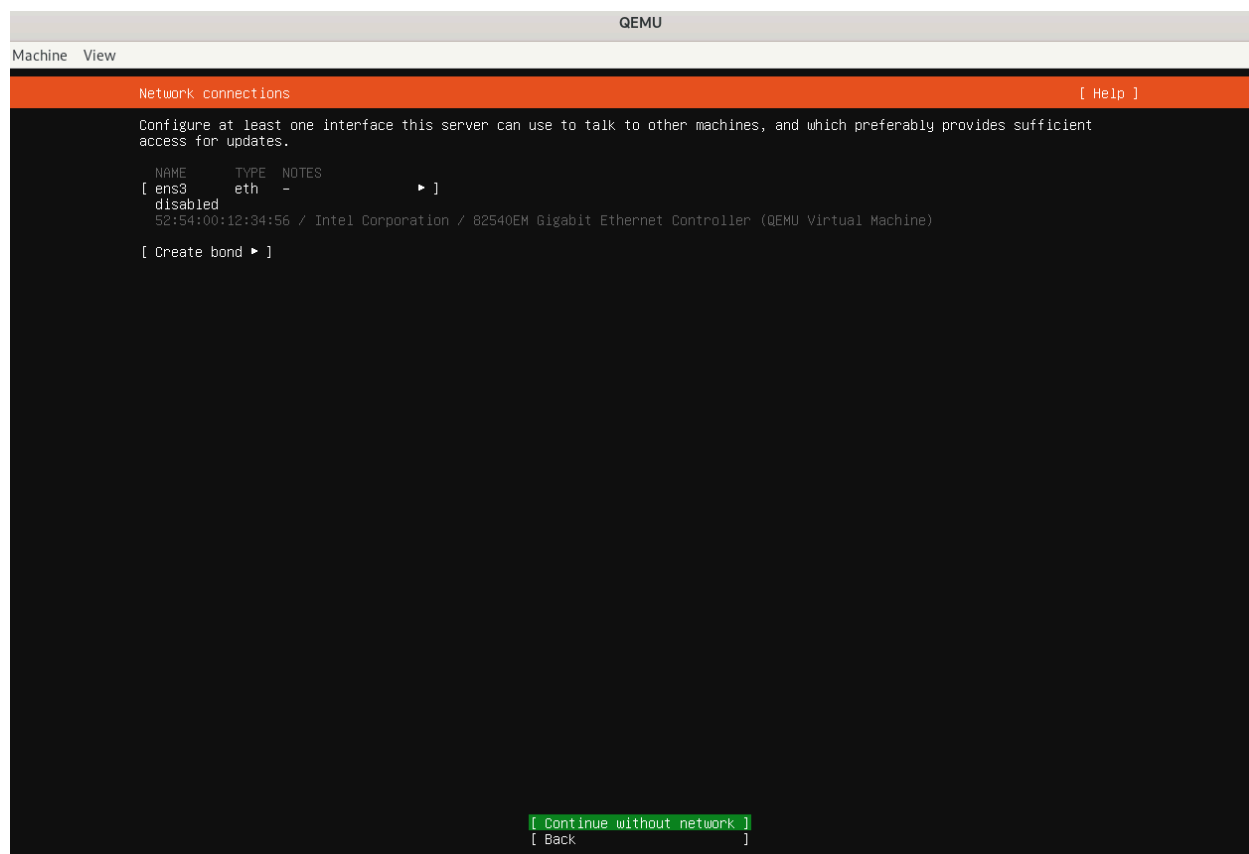 QEMU
Machine View
Network connections [ Help ]
Configure at least one interface this server can use to talk to other machines, and which preferably provides sufficient
access for updates.
NAME TYPE NOTES
[ ens3 eth - ▸ ]
disabled
52:54:00:12:34:56 / Intel Corporation / 82540EM Gigabit Ethernet Controller (QEMU Virtual Machine)
[ Create bond ▸ ]
[ Continue without network ]
[ Back ]